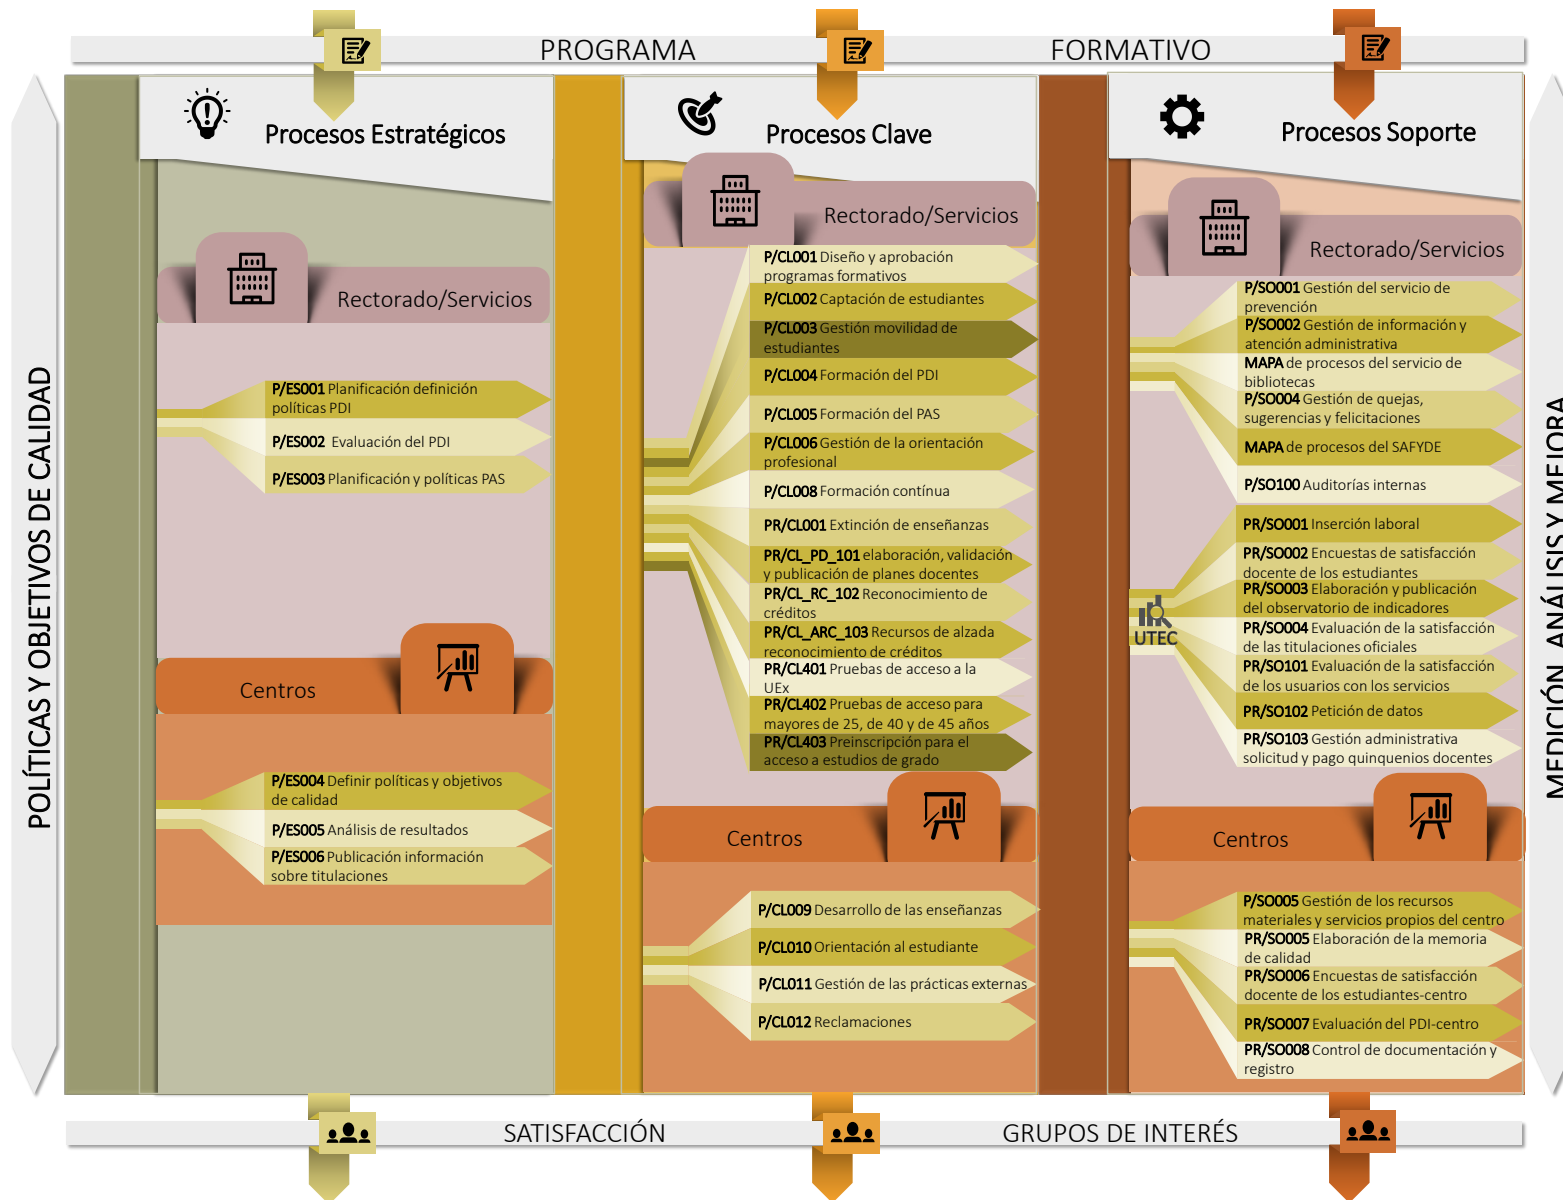 PROGRAMA FORMATIVO
POLÍTICAS Y OBJETIVOS DE CALIDAD
Procesos Estratégicos
Rectorado/Servicios
P/ES001 Planificación definición
políticas PDI
P/ES002 Evaluación del PDI
P/ES003 Planificación y políticas PAS
Centros
P/ES004 Definir políticas y objetivos
de calidad
P/ES005 Análisis de resultados
P/ES006 Publicación información
sobre titulaciones
Procesos Clave
Rectorado/Servicios
P/CL001 Diseño y aprobación
programas formativos
P/CL002 Captación de estudiantes
P/CL003 Gestión movilidad de
estudiantes
P/CL004 Formación del PDI
P/CL005 Formación del PAS
P/CL006 Gestión de la orientación
profesional
P/CL008 Formación contínua
PR/CL001 Extinción de enseñanzas
PR/CL_PD_101 elaboración, validación
y publicación de planes docentes
PR/CL_RC_102 Reconocimiento de
créditos
PR/CL_ARC_103 Recursos de alzada
reconocimiento de créditos
PR/CL401 Pruebas de acceso a la
UEx
PR/CL402 Pruebas de acceso para
mayores de 25, de 40 y de 45 años
PR/CL403 Preinscripción para el
acceso a estudios de grado
Centros
P/CL009 Desarrollo de las enseñanzas
P/CL010 Orientación al estudiante
P/CL011 Gestión de las prácticas externas
P/CL012 Reclamaciones
Procesos Soporte
Rectorado/Servicios
P/SO001 Gestión del servicio de
prevención
P/SO002 Gestión de información y
atención administrativa
MAPA de procesos del servicio de
bibliotecas
P/SO004 Gestión de quejas,
sugerencias y felicitaciones
MAPA de procesos del SAFYDE
P/SO100 Auditorías internas
UTEC
PR/SO001 Inserción laboral
PR/SO002 Encuestas de satisfacción
docente de los estudiantes
PR/SO003 Elaboración y publicación
del observatorio de indicadores
PR/SO004 Evaluación de la satisfacción
de las titulaciones oficiales
PR/SO101 Evaluación de la satisfacción
de los usuarios con los servicios
PR/SO102 Petición de datos
PR/SO103 Gestión administrativa
solicitud y pago quinquenios docentes
Centros
P/SO005 Gestión de los recursos
materiales y servicios propios del centro
PR/SO005 Elaboración de la memoria
de calidad
PR/SO006 Encuestas de satisfacción
docente de los estudiantes-centro
PR/SO007 Evaluación del PDI-centro
PR/SO008 Control de documentación y
registro
MEDICIÓN, ANÁLISIS Y MEJORA
SATISFACCIÓN GRUPOS DE INTERÉS